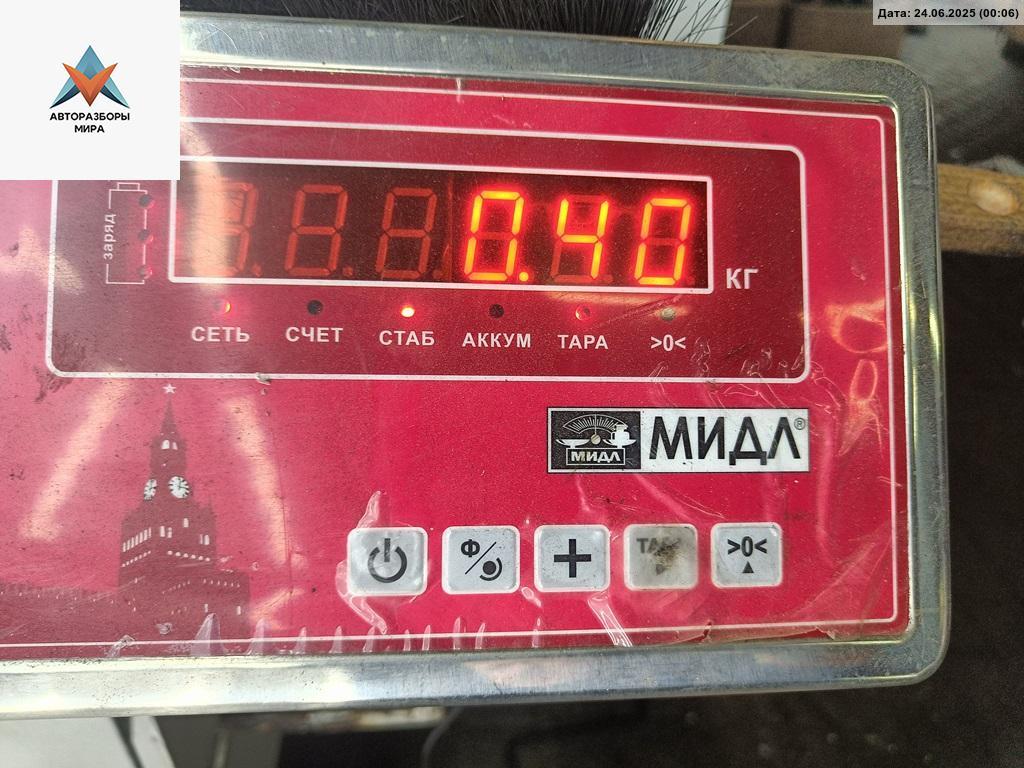 Дата: 24.06.2025 (00:06)
АВТОРАЗБОРЫ
МИРА
заряд
0.40
КГ
СЕТЬ СЧЕТ СТАБ АККУМ ТАРА >0<
МИДЛ МИДЛ®
Ф >0<